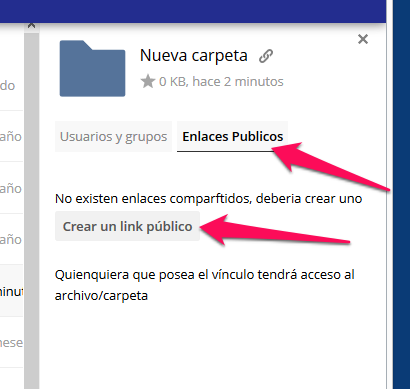 Nueva carpeta
0 KB, hace 2 minutos
do
Usuarios y grupos Enlaces Publicos
año
año
No existen enlaces comparftidos, deberia crear uno
Crear un link público
año
Quienquiera que posea el vínculo tendrá acceso al
archivo/carpeta
minut
nese